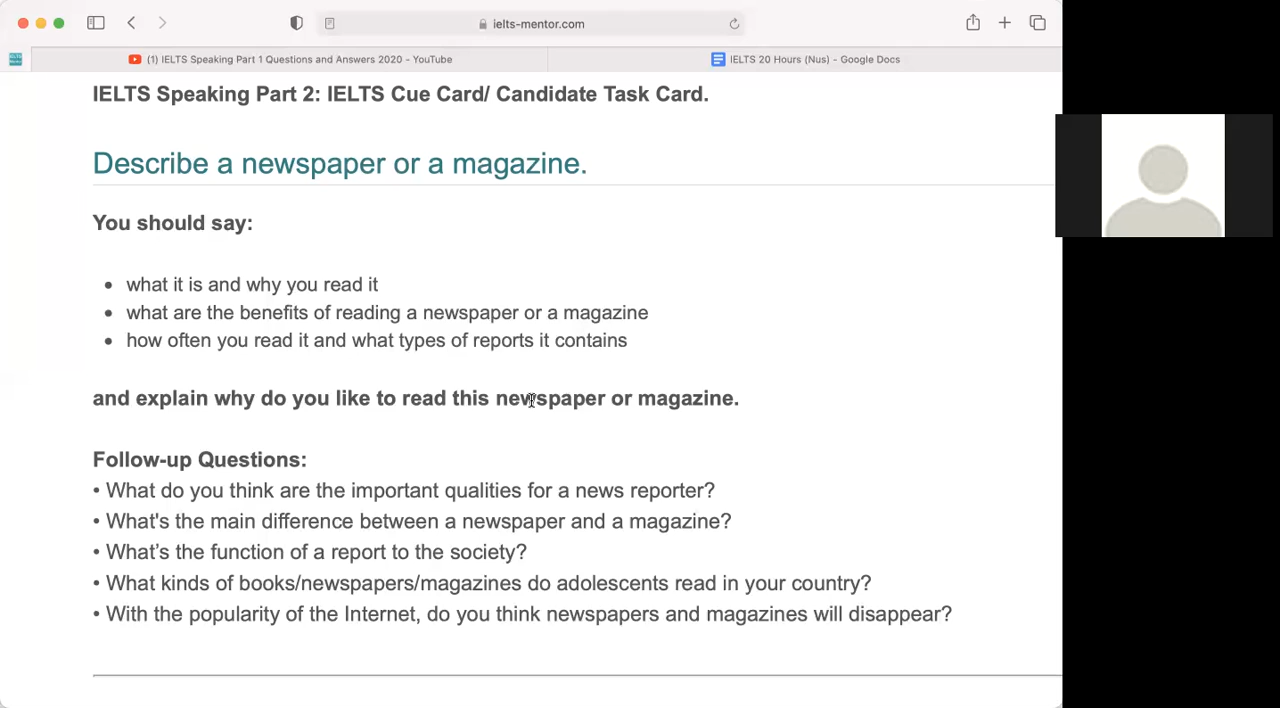 ielts-mentor.com
(1) IELTS Speaking Part 1 Questions and Answers 2020 - YouTube
IELTS 20 Hours (Nus) - Google Docs
IELTS Speaking Part 2: IELTS Cue Card/ Candidate Task Card.
Describe a newspaper or a magazine.
You should say:
• what it is and why you read it
• what are the benefits of reading a newspaper or a magazine
• how often you read it and what types of reports it contains
and explain why do you like to read this newspaper or magazine.
Follow-up Questions:
• What do you think are the important qualities for a news reporter?
• What's the main difference between a newspaper and a magazine?
• What’s the function of a report to the society?
• What kinds of books/newspapers/magazines do adolescents read in your country?
• With the popularity of the Internet, do you think newspapers and magazines will disappear?